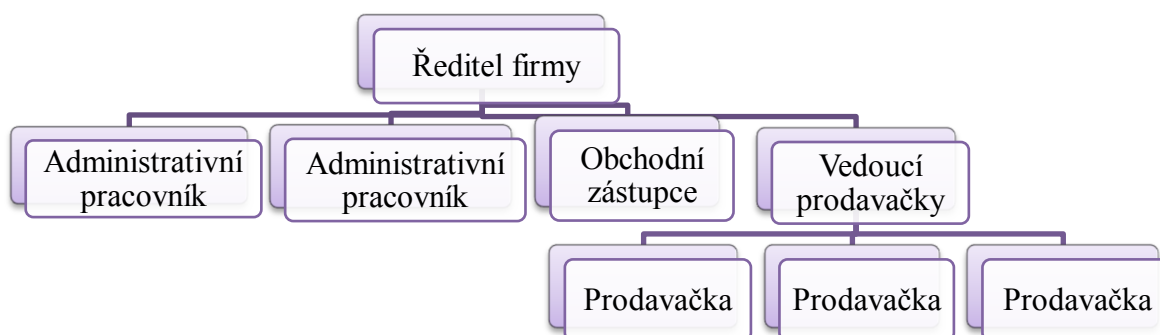 Ředitel firmy
Administrativní
pracovník
Administrativní
pracovník
Obchodní
zástupce
Vedoucí
prodavačky
Prodavačka
Prodavačka
Prodavačka